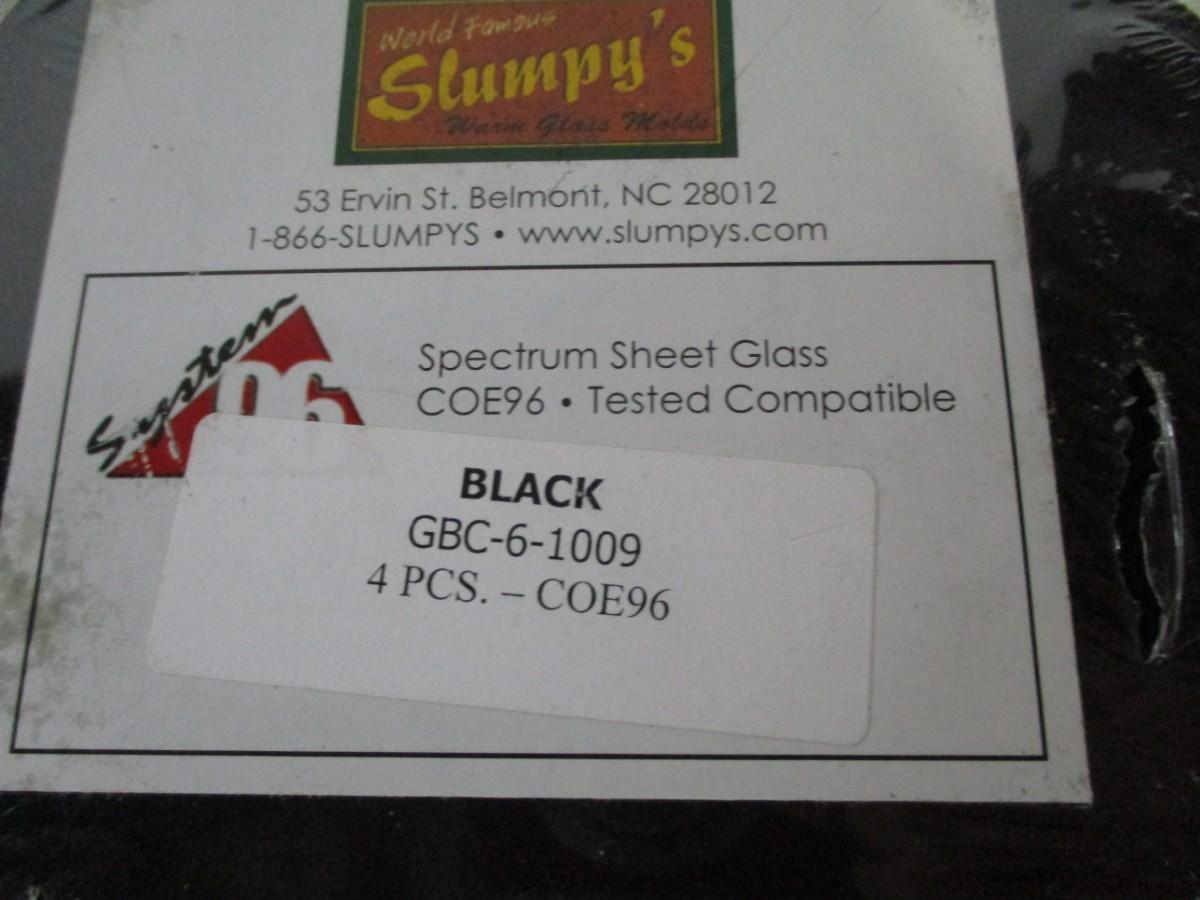 World Famous
Slumpy's
Warm Glass Molds
53 Ervin St. Belmont, NC 28012
1-866-SLUMPYS • www.slumpys.com
System
96
Spectrum Sheet Glass
COE96 • Tested Compatible
BLACK
GBC-6-1009
4 PCS. – COE96